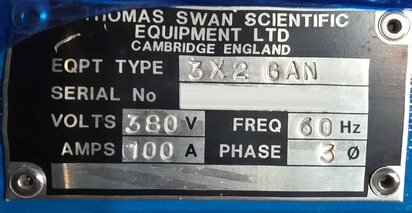 THOMAS SWAN SCIENTIFIC
EQUIPMENT LTD
CAMBRIDGE ENGLAND
EQPT TYPE 3X2 GAN
SERIAL No
VOLTS 380 V FREQ 60 Hz
AMPS 100 A PHASE 3 Ø